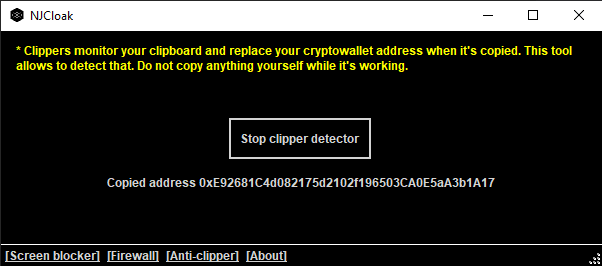 NJCloak
* Clippers monitor your clipboard and replace your cryptowallet address when it's copied. This tool
allows to detect that. Do not copy anything yourself while it's working.
Stop clipper detector
Copied address 0xE92681C4d082175d2102f196503CA0E5aA3b1A17
[Screen blocker] [Firewall] [Anti-clipper] [About]